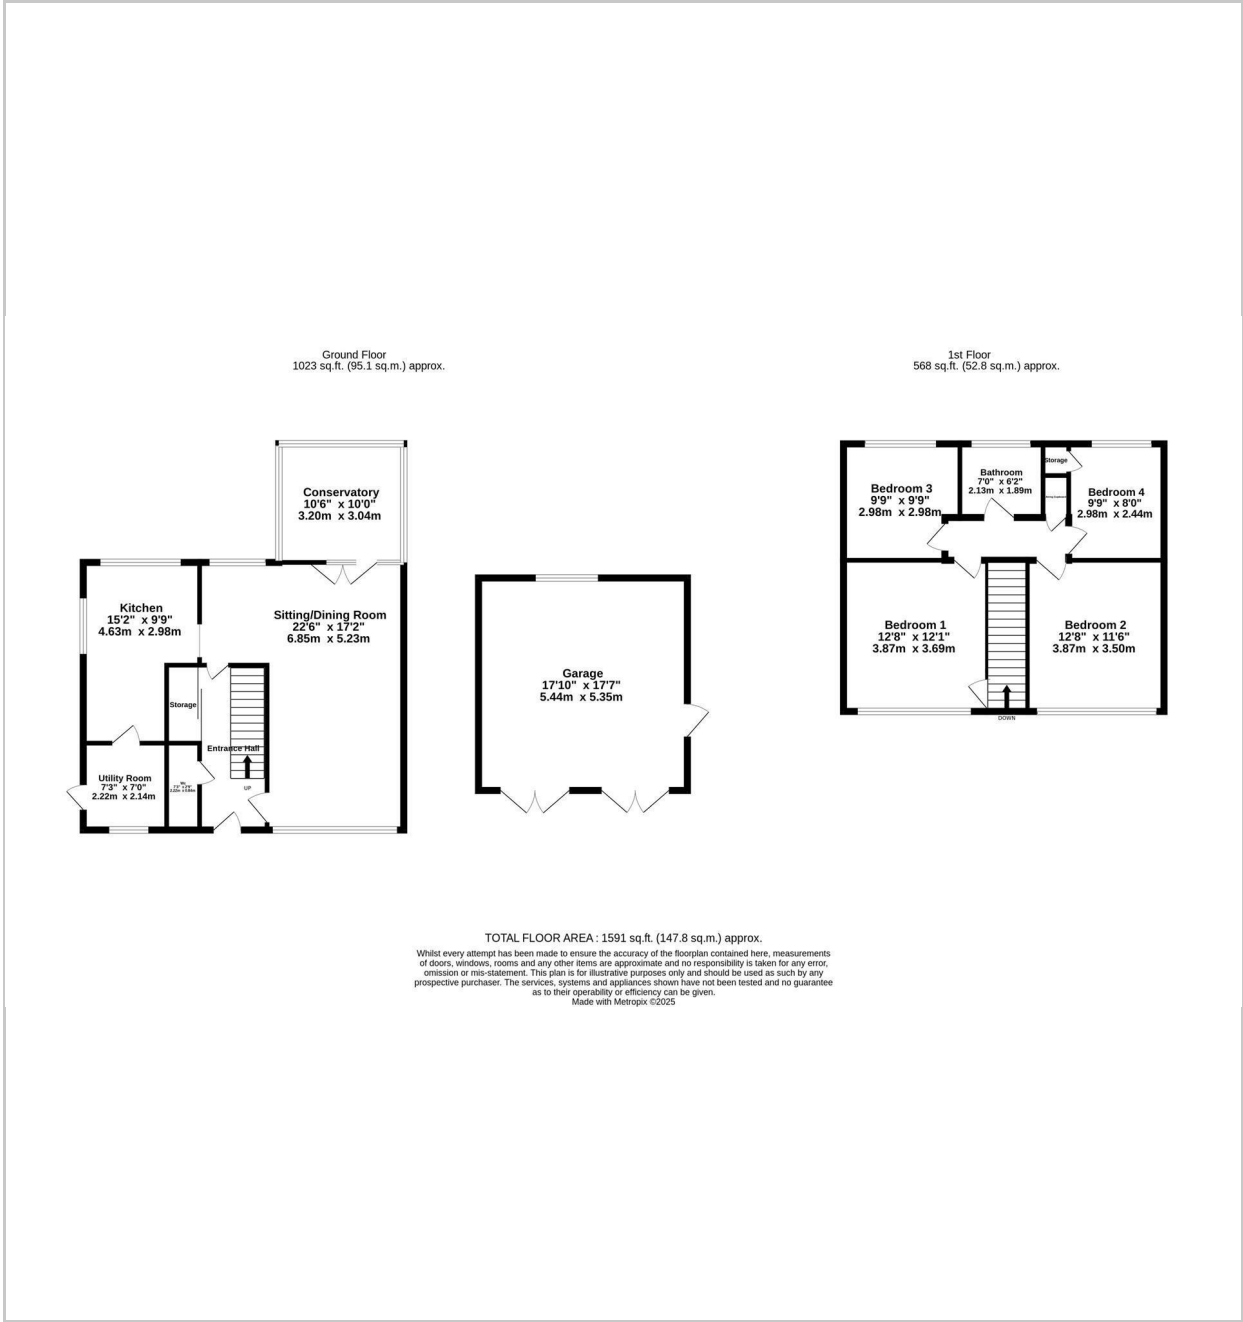 Ground Floor
1023 sq.ft. (95.1 sq.m.) approx.
1st Floor
568 sq.ft. (52.8 sq.m.) approx.
Conservatory
10'6" x 10'0"
3.20m x 3.04m
Kitchen
15'2" x 9'9"
4.63m x 2.98m
Sitting/Dining Room
22'6" x 17'2"
6.85m x 5.23m
Storage
Entrance Hall
UP
Utility Room
7'3" x 7'0"
2.22m x 2.14m
Garage
17'10" x 17'7"
5.44m x 5.35m
Bedroom 3
9'9" x 9'9"
2.98m x 2.98m
Bathroom
7'0" x 6'2"
2.13m x 1.89m
Storage
Bedroom 4
9'9" x 8'0"
2.98m x 2.44m
Bedroom 1
12'8" x 12'1"
3.87m x 3.69m
Bedroom 2
12'8" x 11'6"
3.87m x 3.50m
DOWN
TOTAL FLOOR AREA : 1591 sq.ft. (147.8 sq.m.) approx.
Whilst every attempt has been made to ensure the accuracy of the floorplan contained here, measurements
of doors, windows, rooms and any other items are approximate and no responsibility is taken for any error,
omission or mis-statement. This plan is for illustrative purposes only and should be used as such by any
prospective purchaser. The services, systems and appliances shown have not been tested and no guarantee
as to their operability or efficiency can be given.
Made with Metropix ©2025